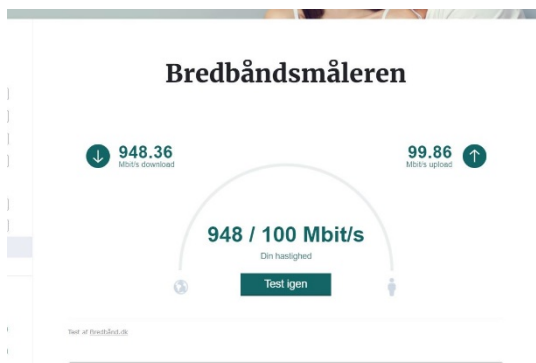 Bredbåndsmåleren
948.36
Mbit/s download
99.86
Mbit/s upload
948 / 100 Mbit/s
Din hastighed
Test igen
Test af Bredbånd.dk